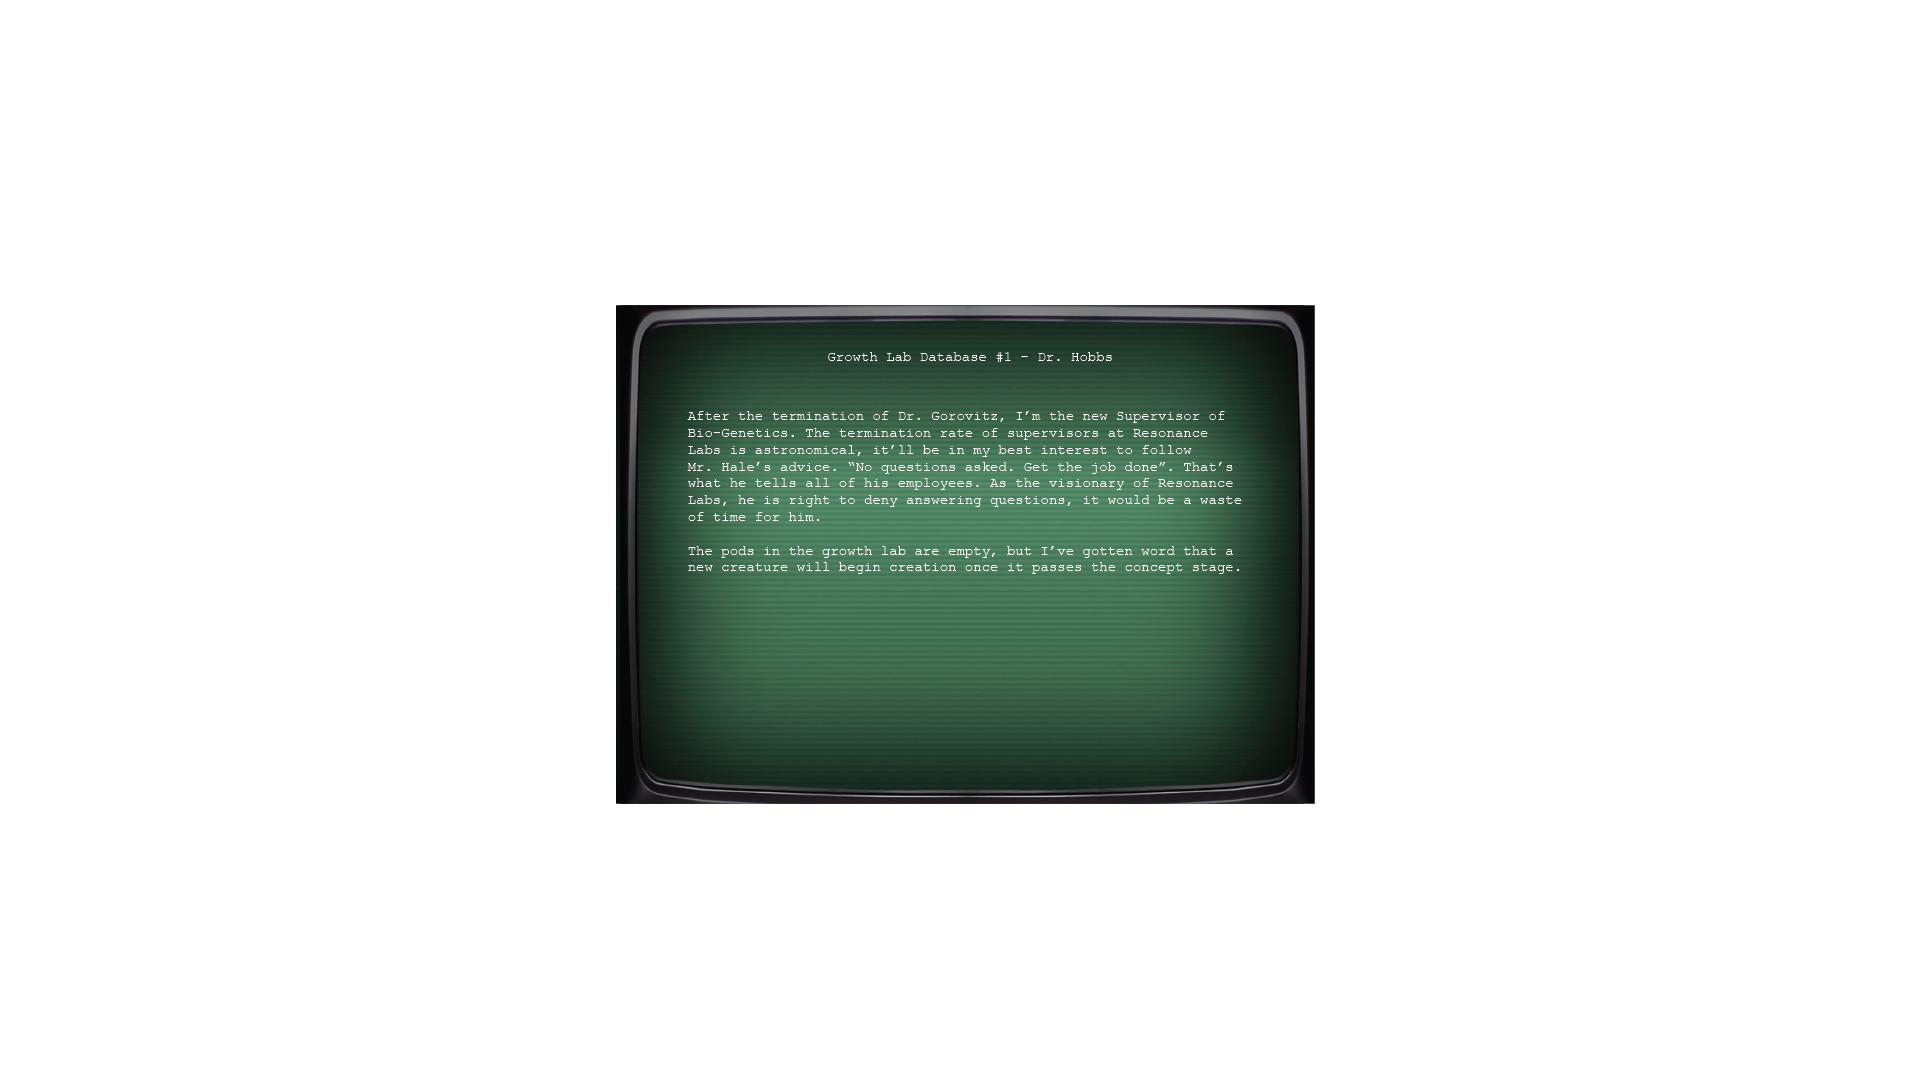 Growth Lab Database #1 - Dr. Hobbs
After the termination of Dr. Gorovitz, I’m the new Supervisor of
Bio-Genetics. The termination rate of supervisors at Resonance
Labs is astronomical, it’ll be in my best interest to follow
Mr. Hale’s advice. “No questions asked. Get the job done”. That’s
what he tells all of his employees. As the visionary of Resonance
Labs, he is right to deny answering questions, it would be a waste
of time for him.
The pods in the growth lab are empty, but I’ve gotten word that a
new creature will begin creation once it passes the concept stage.